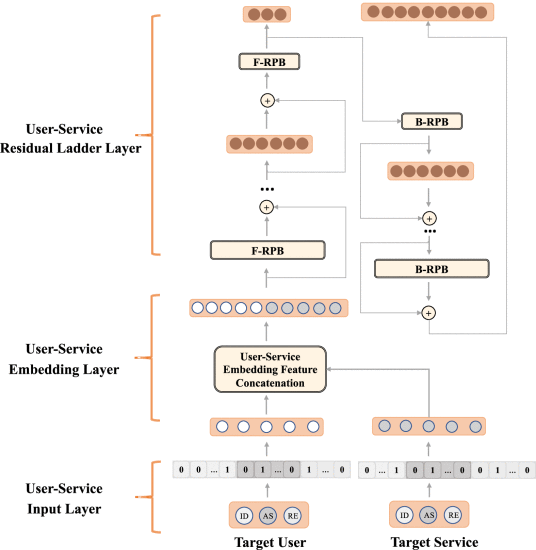 F-RPB
+
User-Service
Residual Ladder Layer
B-RPB
...
+
+
...
F-RPB
B-RPB
+
User-Service
Embedding Layer
User-Service
Embedding Feature
Concatenation
0 0 ... 1 0 1 ... 0 1 ... 0
0 ... 1 0 1 ... 0 0 1 ... 0
User-Service
Input Layer
ID AS RE
ID AS RE
Target User
Target Service